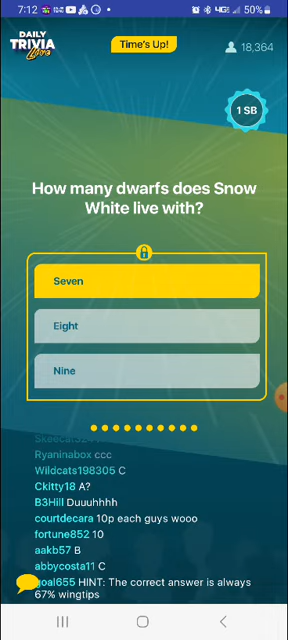 7:12
4G
50%
DAILY
TRIVIA
Live
Time's Up!
18,364
1 SB
How many dwarfs does Snow
White live with?
Seven
Eight
Nine
Ryaninabox ccc
Wildcats198305 C
Ckitty18 A?
B3Hill Duuuhhhh
courtdecara 10p each guys wooo
fortune852 10
aakb57 B
abbycosta11 C
goal655 HINT: The correct answer is always
67% wingtips